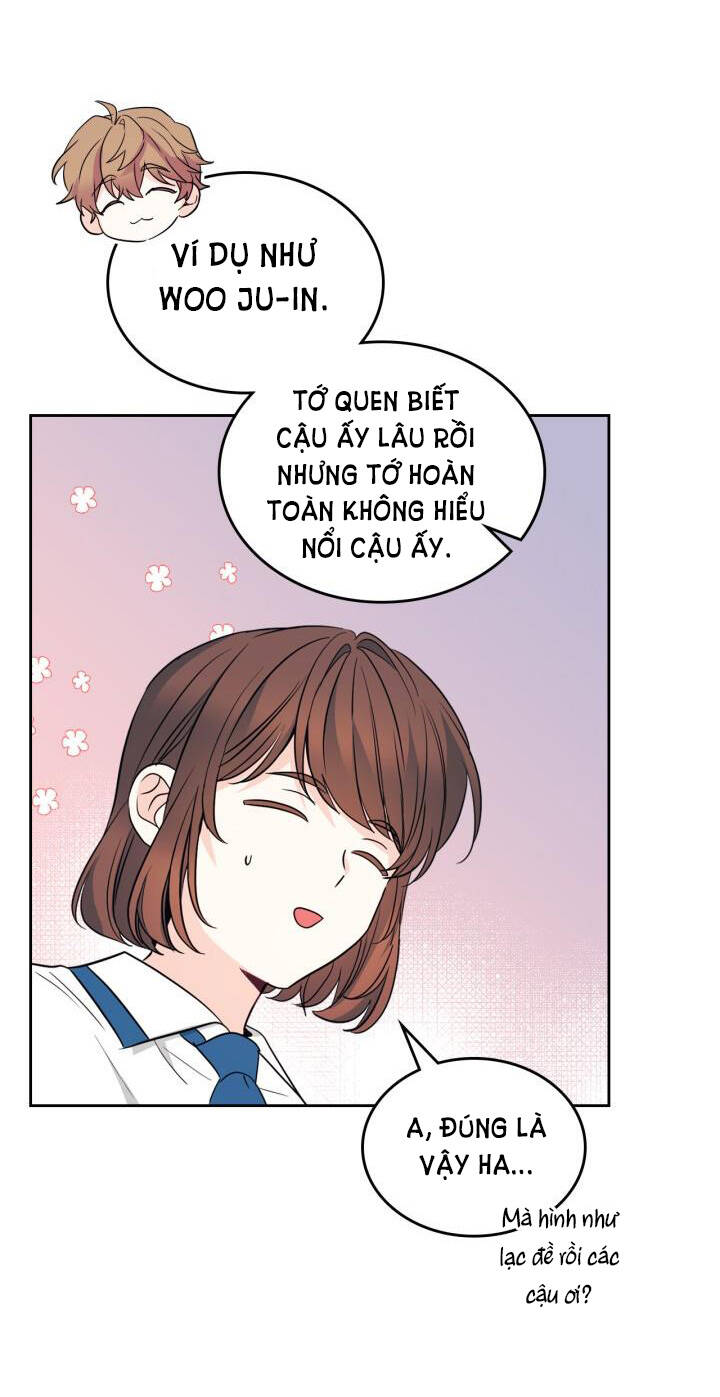 VÍ DỤ NHƯ
WOO JU-IN.
TỚ QUEN BIẾT
CẬU ẤY LÂU RỒI
NHƯNG TỚ HOÀN
TOÀN KHÔNG HIỂU
NỔI CẬU ẤY.
A, ĐÚNG LÀ
VẬY HA...
Mà hình như
lạc đề rồi các
cậu ơi?